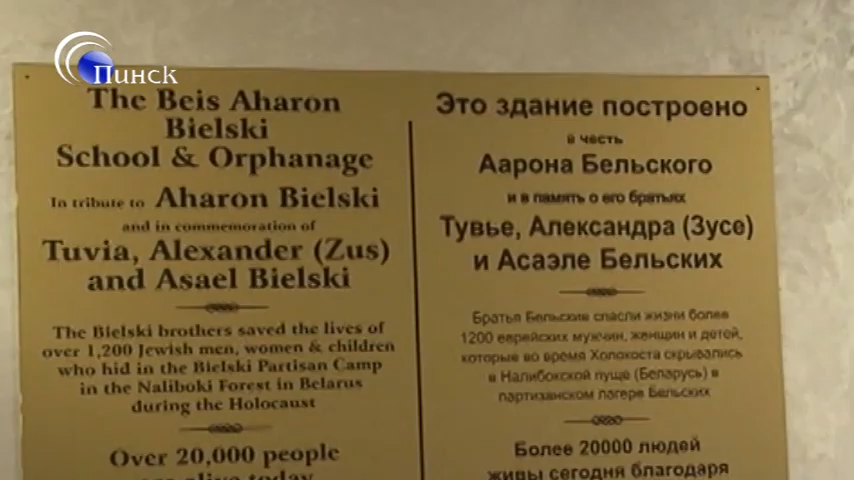 Пинск
The Beis Aharon
Bielski
School & Orphanage
In tribute to Aharon Bielski
and in commemoration of
Tuvia, Alexander (Zus)
and Asael Bielski
The Bielski brothers saved the lives of
over 1,200 Jewish men, women & children
who hid in the Bielski Partisan Camp
in the Naliboki Forest in Belarus
during the Holocaust
Over 20,000 people
are alive today
Это здание построено
в честь
Аарона Бельского
и в память о его братьях
Тувье, Александра (Зусе)
и Асаэле Бельских
Братья Бельские спасли жизни более
1200 еврейских мужчин, женщин и детей,
которые во время Холокоста скрывались
в Налибокской пуще (Беларусь) в
партизанском лагере Бельских
Более 20000 людей
живы сегодня благодаря